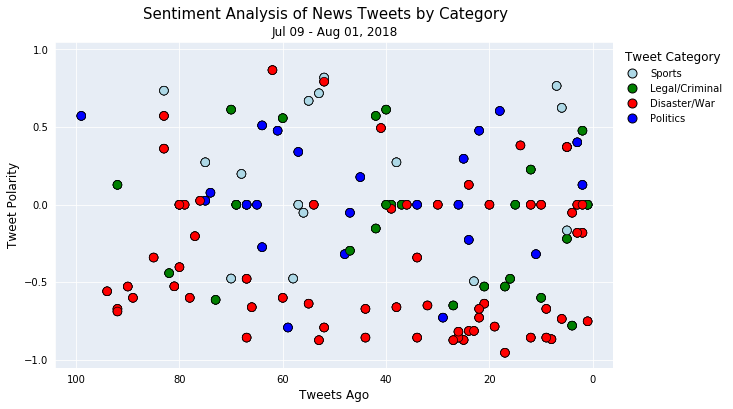 Sentiment Analysis of News Tweets by Category
Jul 09 - Aug 01, 2018
Tweet Category
Sports
Legal/Criminal
Disaster/War
Politics
Tweet Polarity
1.0
0.5
0.0
−0.5
−1.0
100 80 60 40 20 0
Tweets Ago